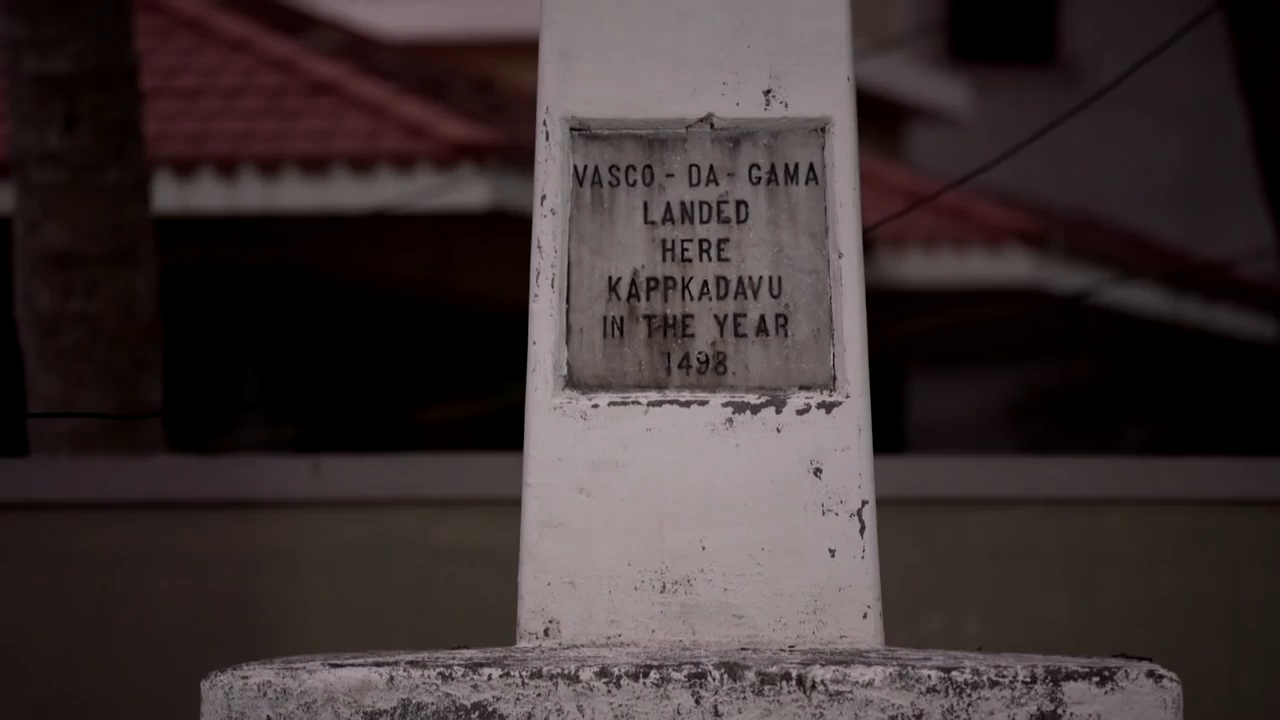 VASCO - DA - GAMA
LANDED
HERE
KAPPKADAVU
IN THE YEAR
1498.